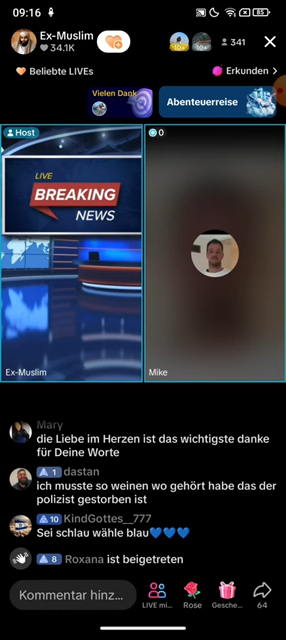 09:16
85
Ex-Muslim
34.1K
10+
10+
341
Beliebte LIVEs
Erkunden
Vielen Dank
Abenteuerreise
Host
0
LIVE
BREAKING
NEWS
Ex-Muslim
Mike
Mary
die Liebe im Herzen ist das wichtigste danke
für Deine Worte
1 dastan
ich musste so weinen wo gehört habe das der
polizist gestorben ist
10 KindGottes__777
Sei schlau wähle blau💙💙💙
8 Roxana ist beigetreten
Kommentar hinz...
LIVE mi...
Rose
Gesche...
64